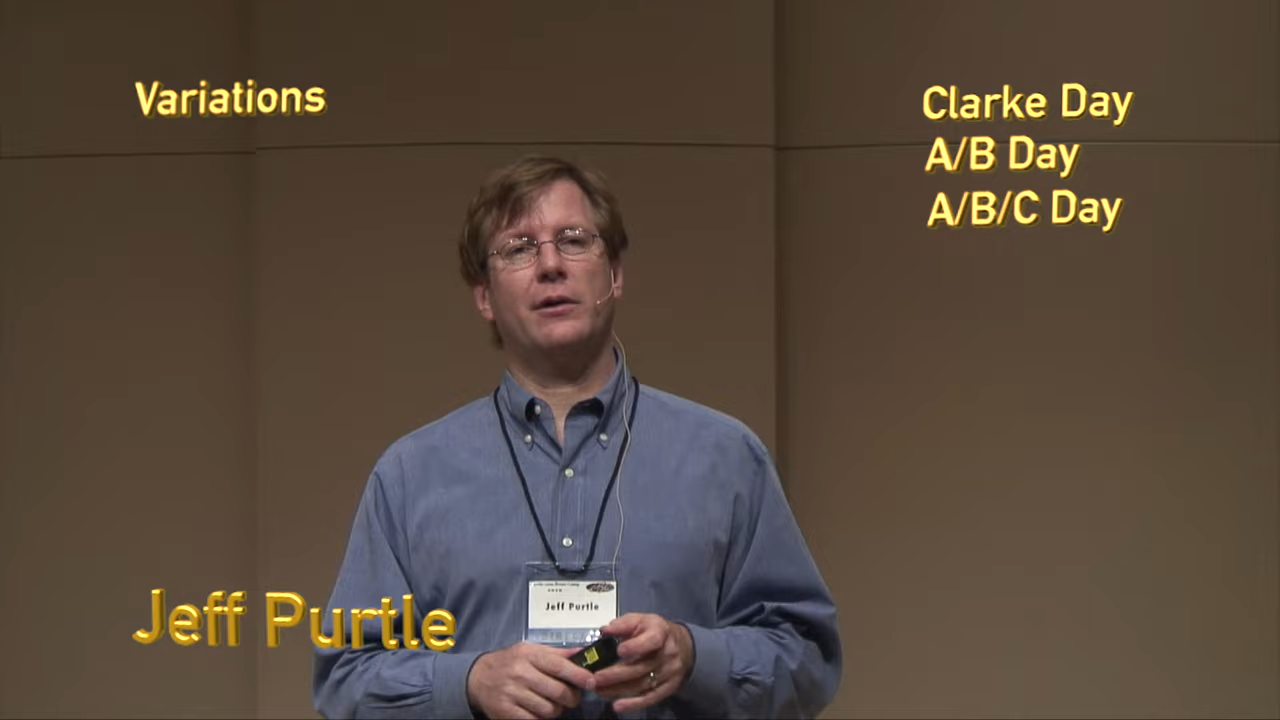 Variations
Clarke Day
A/B Day
A/B/C Day
Jeff Purtle
Jeff Purtle